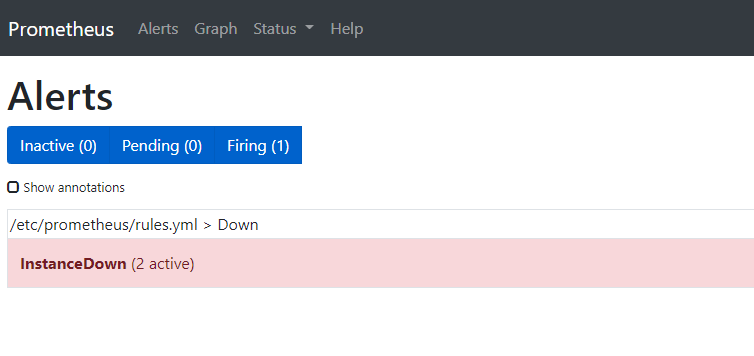 Prometheus Alerts Graph Status Help
Alerts
Inactive (0) Pending (0) Firing (1)
Show annotations
/etc/prometheus/rules.yml > Down
InstanceDown (2 active)